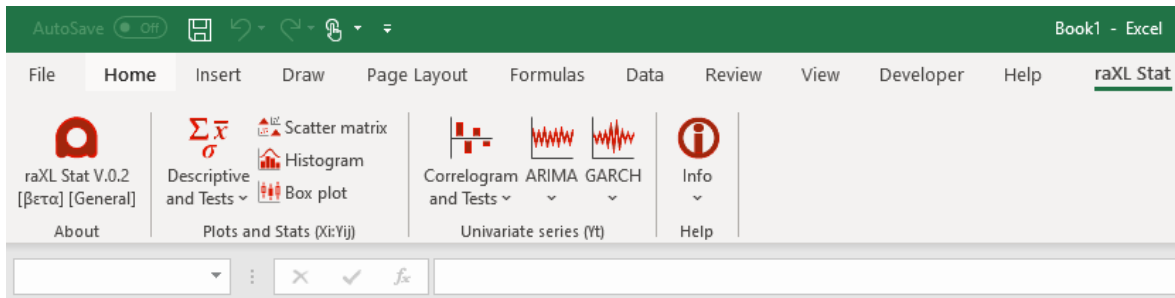 AutoSave Off Book1 - Excel
File Home Insert Draw Page Layout Formulas Data Review View Developer Help raXL Stat
raXL Stat V.0.2
[βετα] [General]
About
Σ x̅
σ
Descriptive
and Tests
Scatter matrix
Histogram
Box plot
Plots and Stats (Xi:Yij)
Correlogram
and Tests
ARIMA
GARCH
Univariate series (Yt)
Info
Help
fx